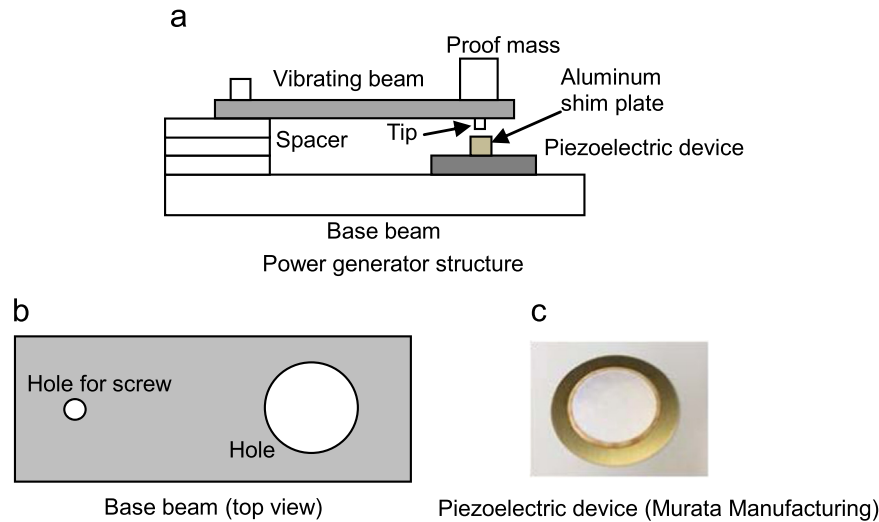 a
Proof mass
Vibrating beam
Aluminum
shim plate
Tip
Spacer
Piezoelectric device
Base beam
Power generator structure
b
c
Hole for screw
Hole
Base beam (top view)
Piezoelectric device (Murata Manufacturing)